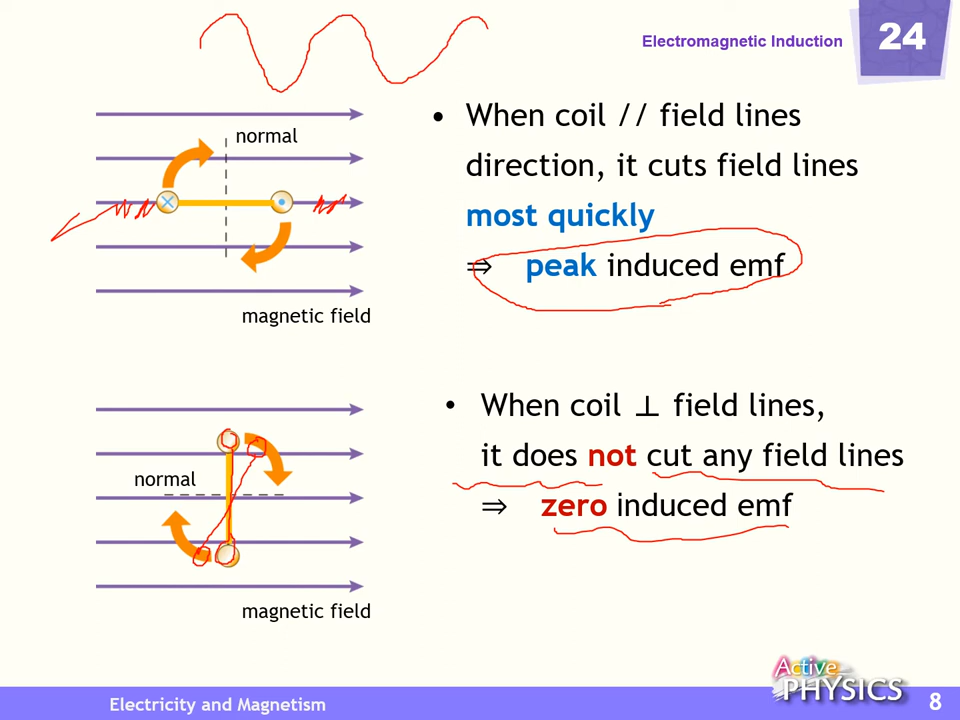 Electromagnetic Induction
24
normal
magnetic field
• When coil // field lines
direction, it cuts field lines
most quickly
⇒ peak induced emf
normal
magnetic field
• When coil ⊥ field lines,
it does not cut any field lines
⇒ zero induced emf
Active
PHYSICS
Electricity and Magnetism
8